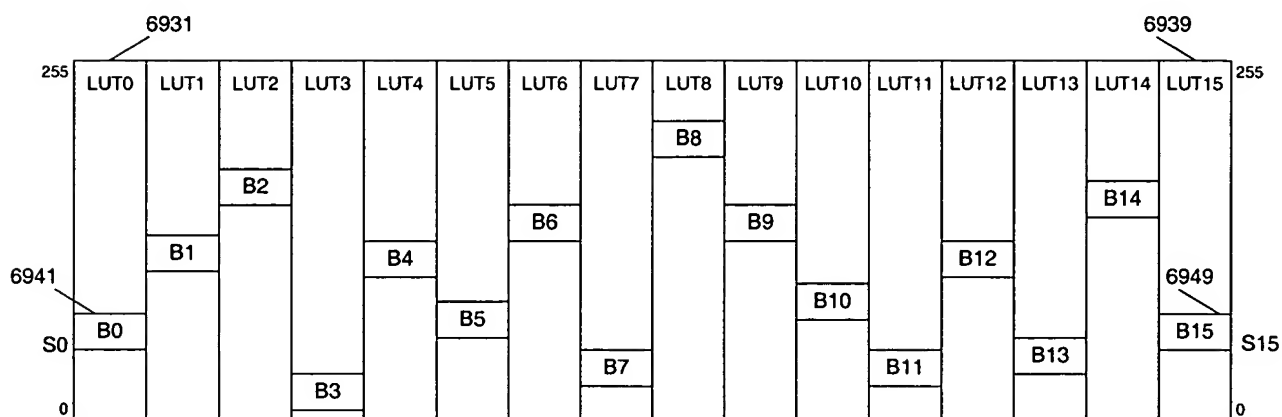 6931 6939
255 LUT0 LUT1 LUT2 LUT3 LUT4 LUT5 LUT6 LUT7 LUT8 LUT9 LUT10 LUT11 LUT12 LUT13 LUT14 LUT15 255
B8
B2
B14
B6 B9
B1
B4 B12
6941 6949
B10
B5
B0 B15
S0 S15
B13
B7 B11
B3
0 0